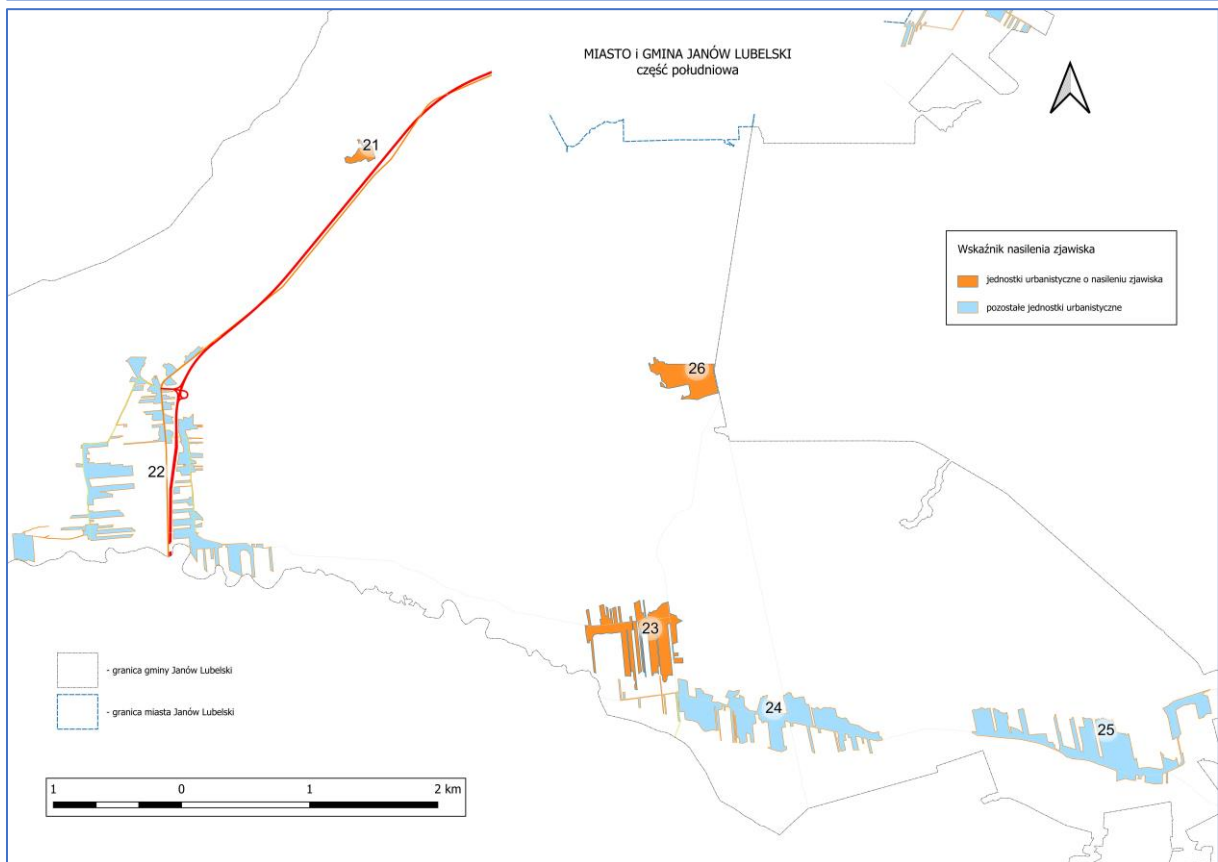 MIASTO i GMINA JANÓW LUBELSKI
część południowa
21
Wskaźnik nasilenia zjawiska
jednostki urbanistyczne o nasileniu zjawiska
pozostałe jednostki urbanistyczne
26
22
23
- granica gminy Janów Lubelski
- granica miasta Janów Lubelski
24
25
1 0 1 2 km